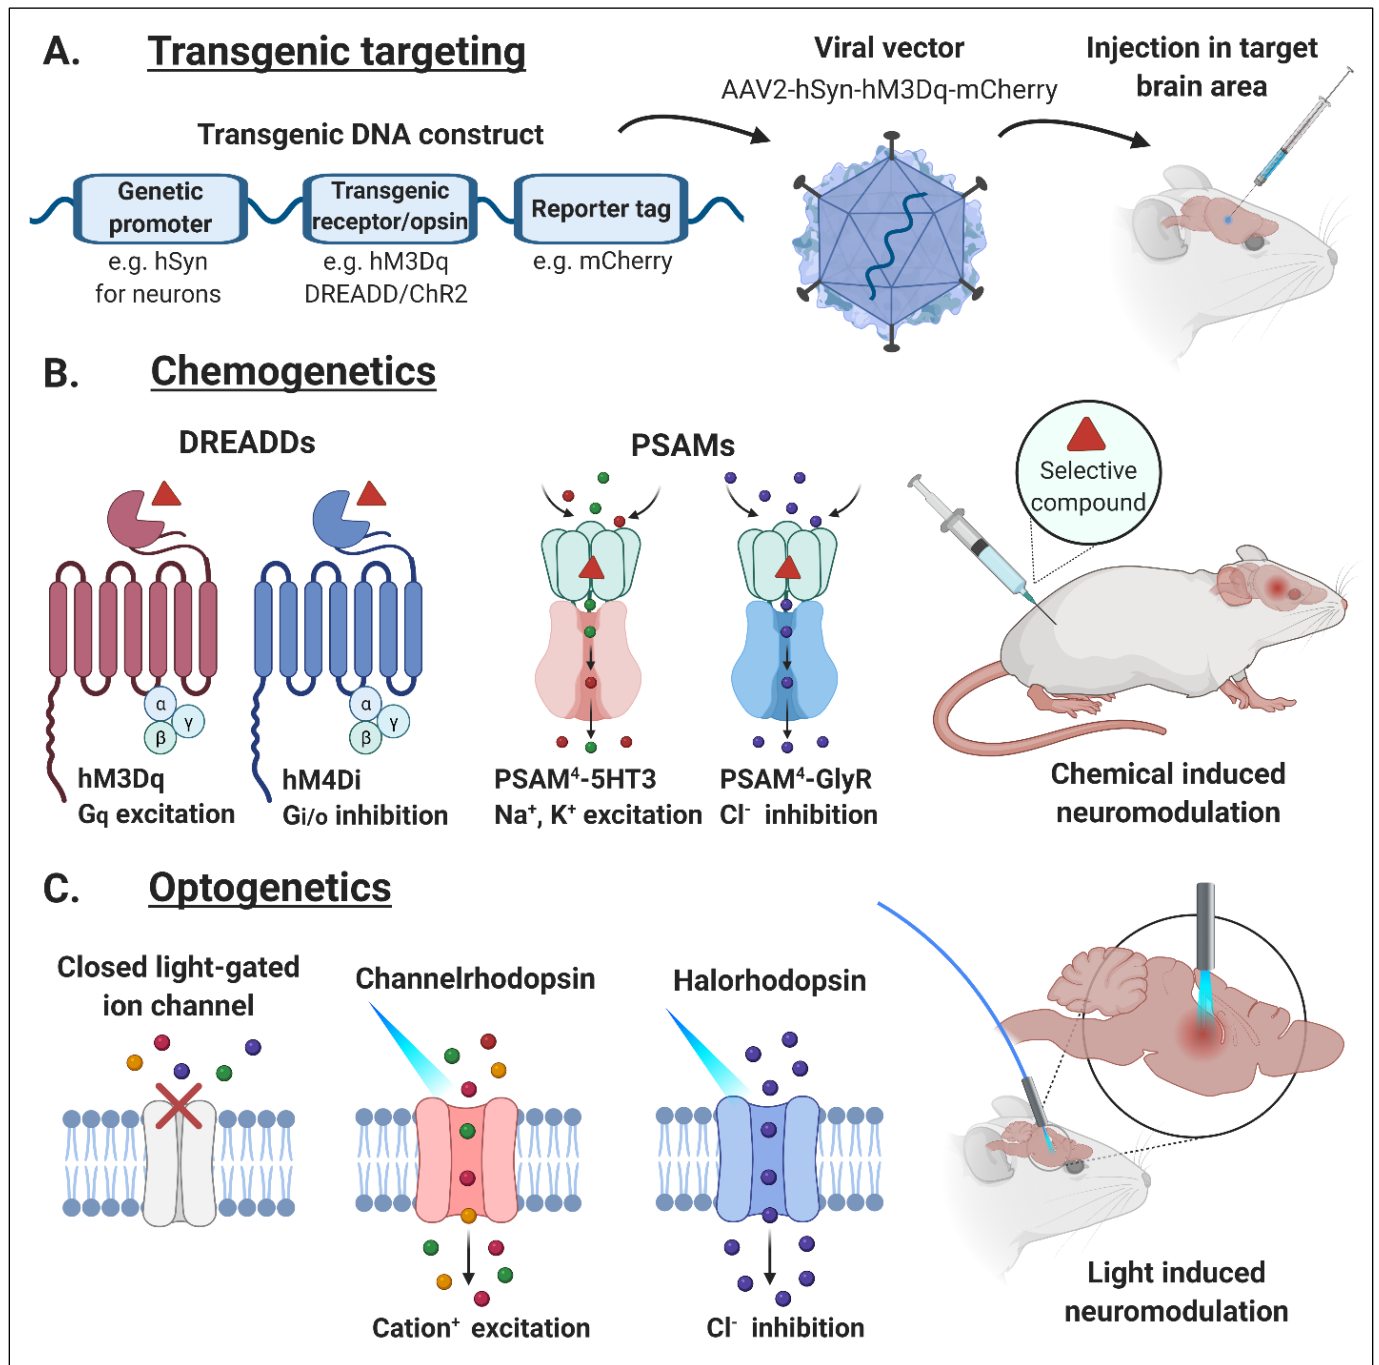 A. Transgenic targeting
Transgenic DNA construct
Genetic
promoter
e.g. hSyn
for neurons
Transgenic
receptor/opsin
e.g. hM3Dq
DREADD/ChR2
Reporter tag
e.g. mCherry
Viral vector
AAV2-hSyn-hM3Dq-mCherry
Injection in target
brain area
B. Chemogenetics
DREADDs
α
β
γ
hM3Dq
Gq excitation
α
β
γ
hM4Di
Gi/o inhibition
PSAMs
PSAM⁴-5HT3
Na⁺, K⁺ excitation
PSAM⁴-GlyR
Cl⁻ inhibition
Selective
compound
Chemical induced
neuromodulation
C. Optogenetics
Closed light-gated
ion channel
Channelrhodopsin
Cation⁺ excitation
Halorhodopsin
Cl⁻ inhibition
Light induced
neuromodulation